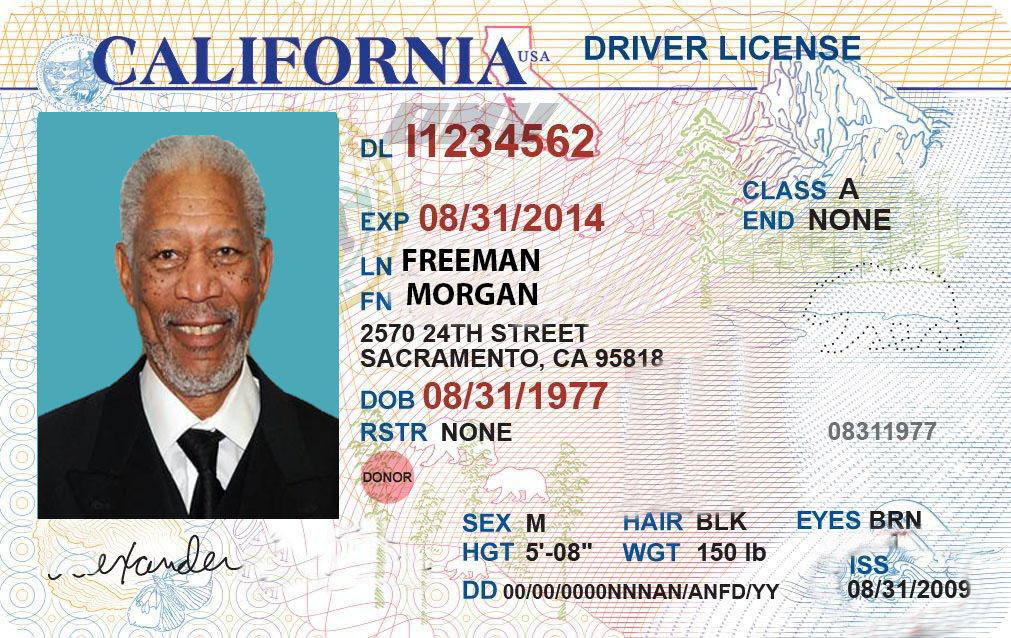 CALIFORNIA USA DRIVER LICENSE
DL I1234562
CLASS A
EXP 08/31/2014
END NONE
LN FREEMAN
FN MORGAN
2570 24TH STREET
SACRAMENTO, CA 95818
DOB 08/31/1977
RSTR NONE
08311977
DONOR
SEX M HAIR BLK EYES BRN
HGT 5'-08" WGT 150 lb
ISS
DD 00/00/0000NNNAN/ANFD/YY
08/31/2009